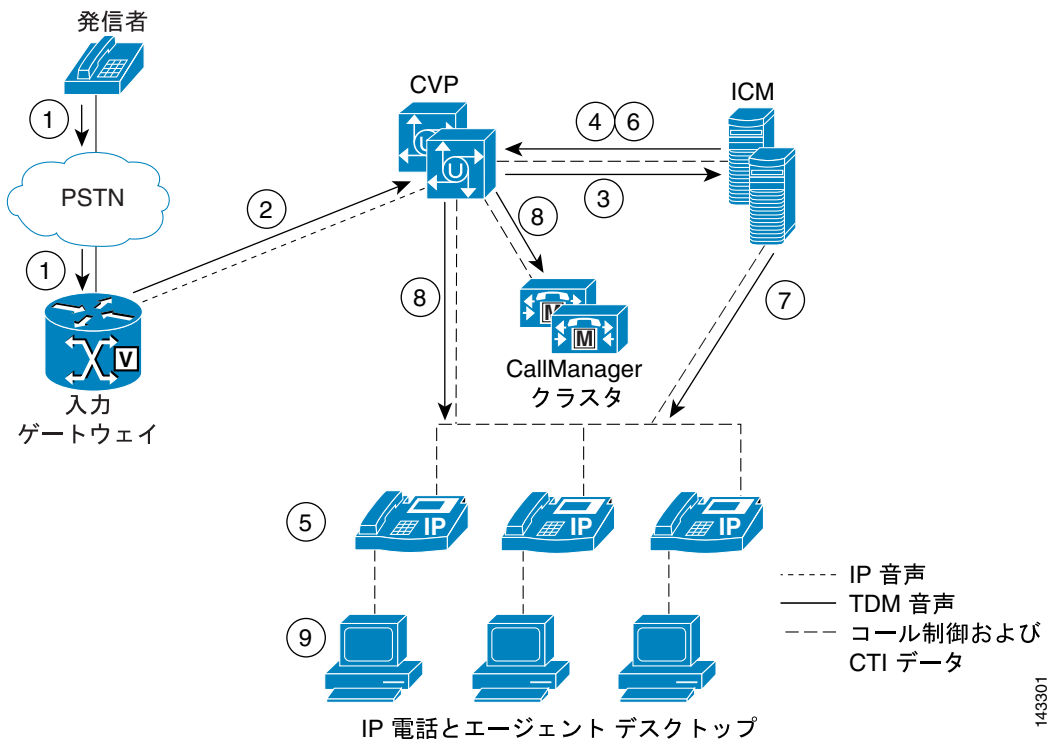 発信者
1
PSTN
1
V
入力
ゲートウェイ
2
CVP
U
U
ICM
4 6
3
8
8
7
M
M
CallManager
クラスタ
5
IP
IP
IP
9
IP 電話とエージェント デスクトップ
IP 音声
TDM 音声
コール制御および
CTI データ
143301